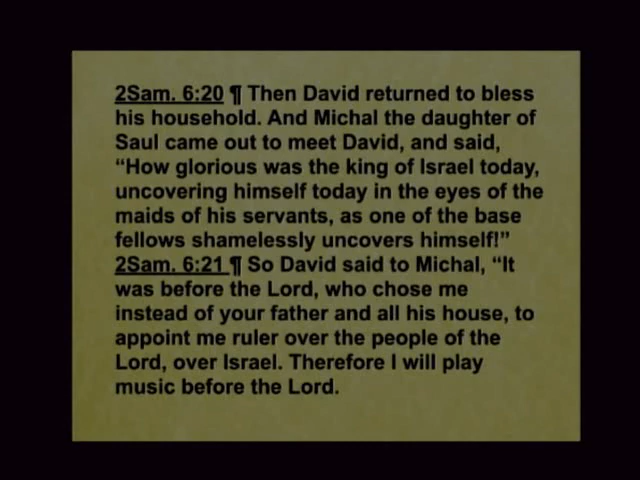 2Sam. 6:20 ¶ Then David returned to bless
his household. And Michal the daughter of
Saul came out to meet David, and said,
“How glorious was the king of Israel today,
uncovering himself today in the eyes of the
maids of his servants, as one of the base
fellows shamelessly uncovers himself!”
2Sam. 6:21 ¶ So David said to Michal, “It
was before the Lord, who chose me
instead of your father and all his house, to
appoint me ruler over the people of the
Lord, over Israel. Therefore I will play
music before the Lord.